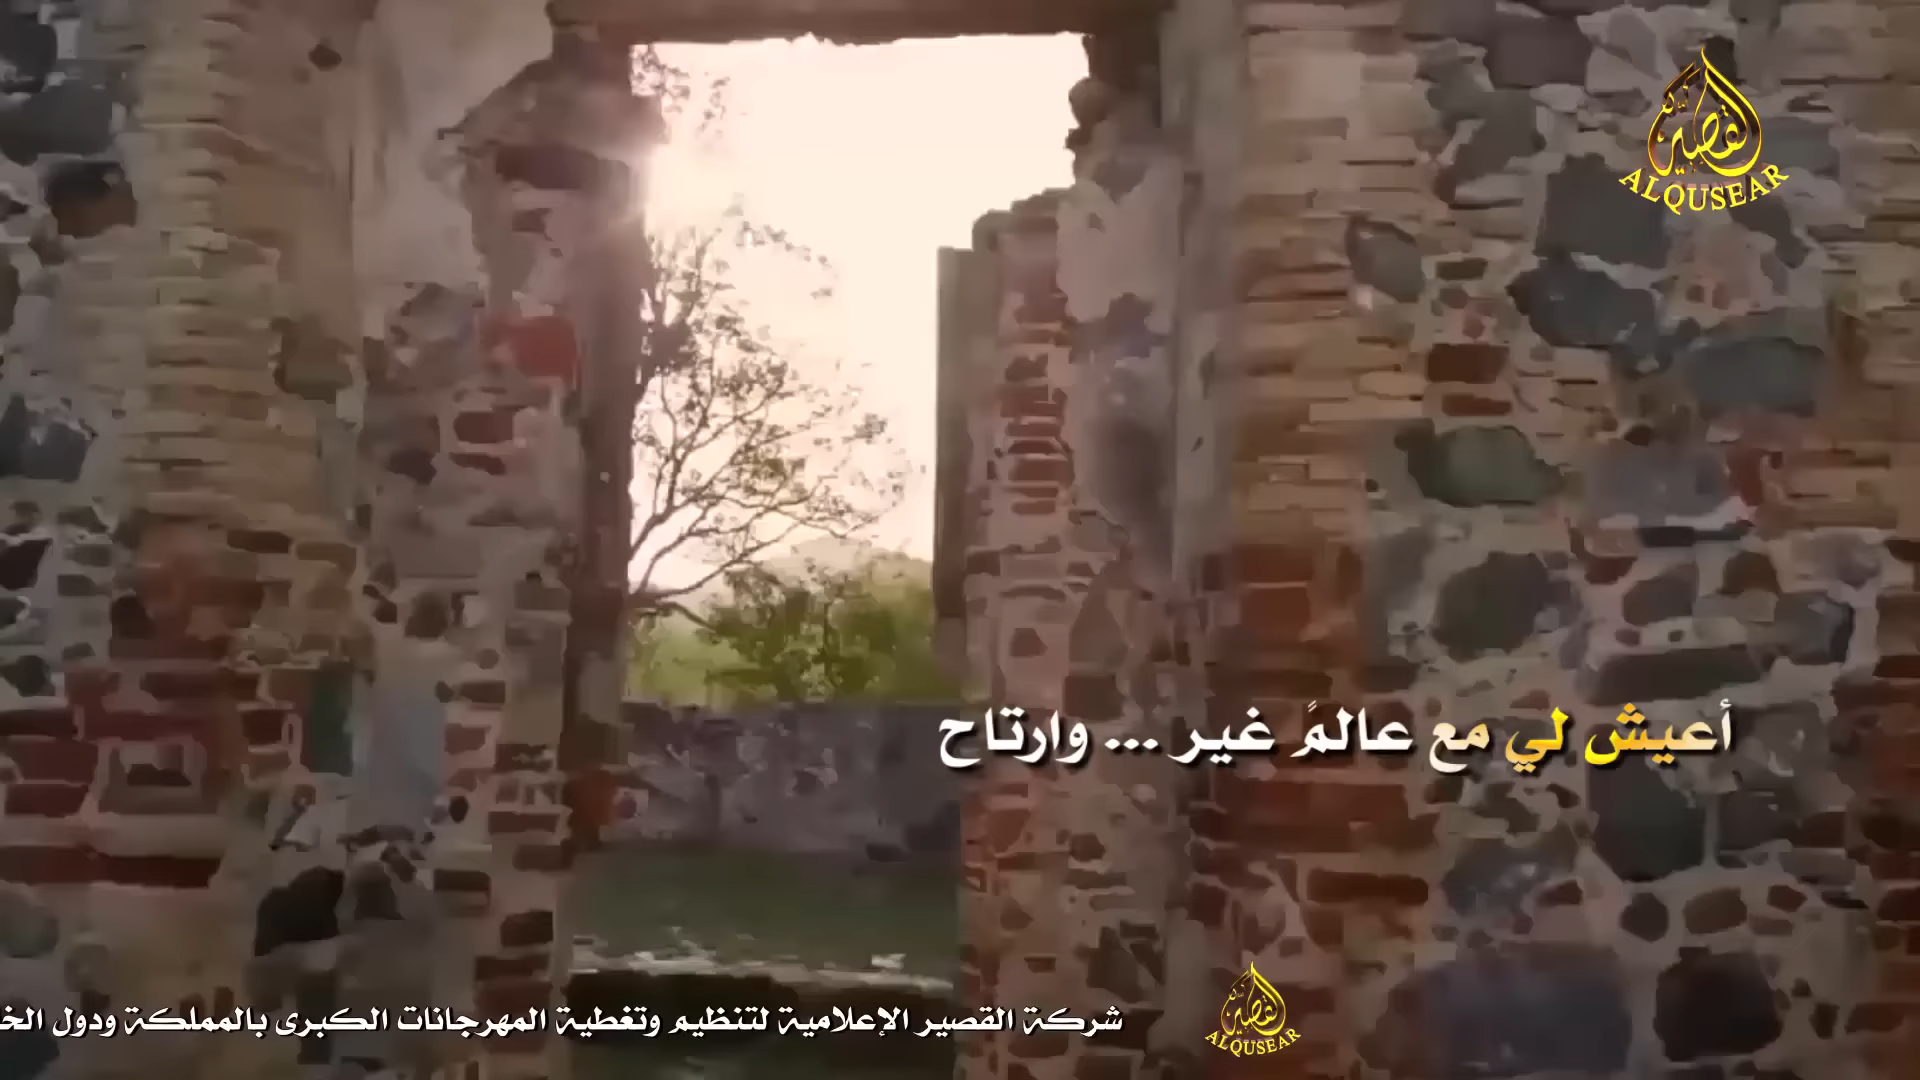 القصير
ALQUSEAR
أعيش لي مع عالمً غير ... وارتاح
شركة القصير الإعلامية لتنظيم وتغطية المهرجانات الكبرى بالمملكة ودول
القصير
ALQUSEAR